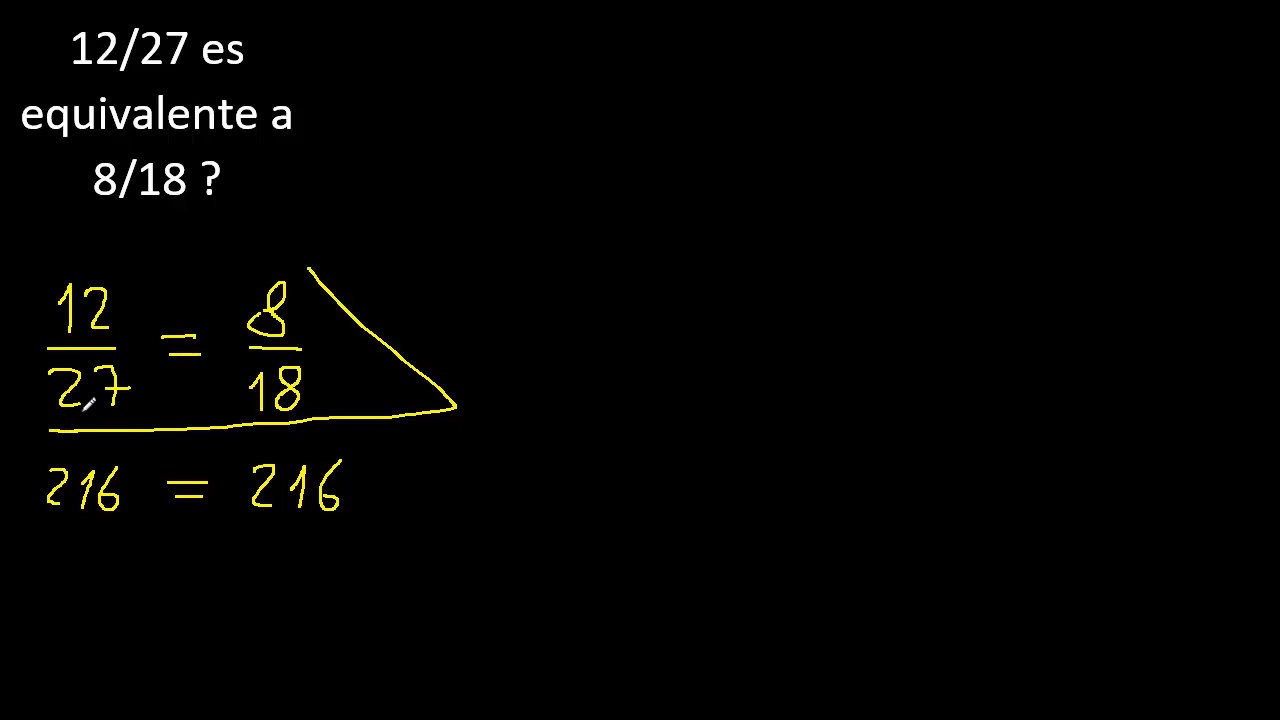 12/27 es
equivalente a
8/18 ?
12/27 = 8/18
216 = 216